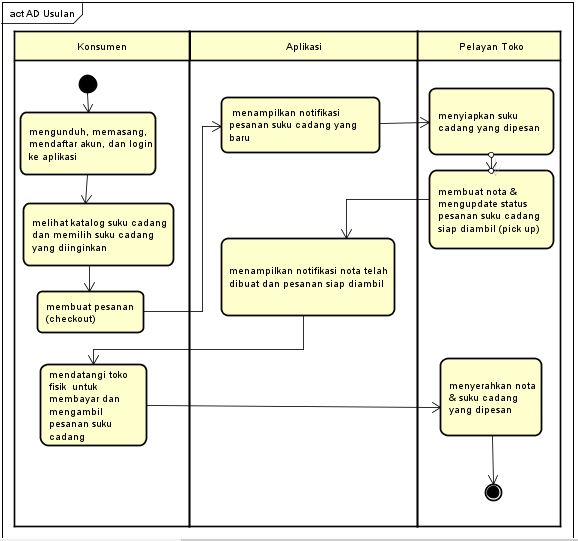 act AD Usulan
Konsumen
Aplikasi
Pelayan Toko
mengunduh, memasang,
mendaftar akun, dan login
ke aplikasi
melihat katalog suku cadang
dan memilih suku cadang
yang diinginkan
membuat pesanan
(checkout)
menampilkan notifikasi
pesanan suku cadang yang
baru
menyiapkan suku
cadang yang dipesan
membuat nota &
mengupdate status
pesanan suku cadang
siap diambil (pick up)
menampilkan notifikasi nota telah
dibuat dan pesanan siap diambil
mendatangi toko
fisik untuk
membayar dan
mengambil
pesanan suku
cadang
menyerahkan nota
& suku cadang
yang dipesan